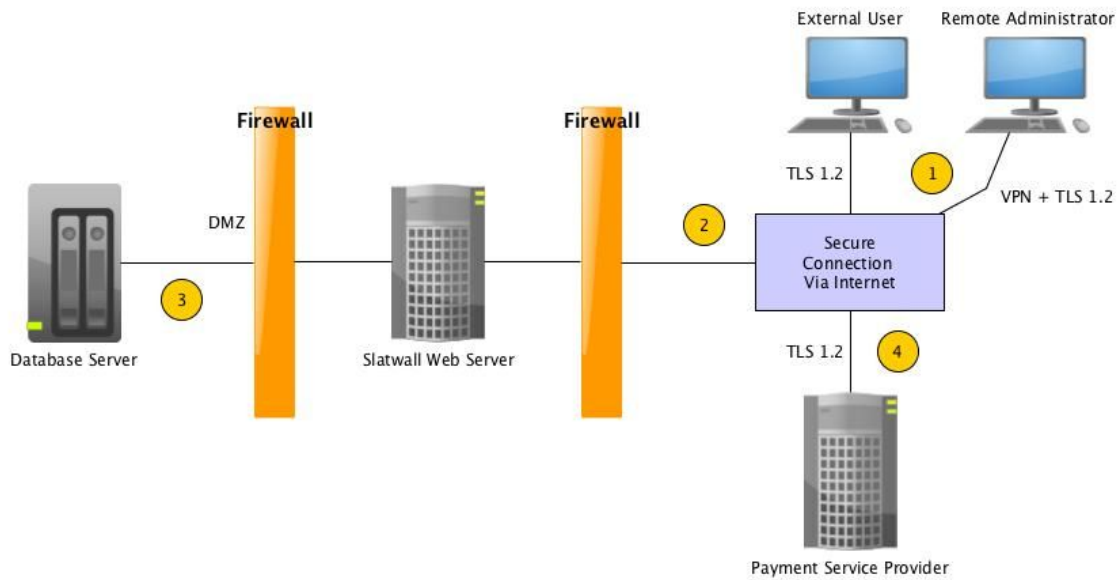 External User
Remote Administrator
Firewall
Firewall
TLS 1.2
1
VPN + TLS 1.2
DMZ
2
Secure
Connection
Via Internet
3
Database Server
Slatwall Web Server
TLS 1.2
4
Payment Service Provider